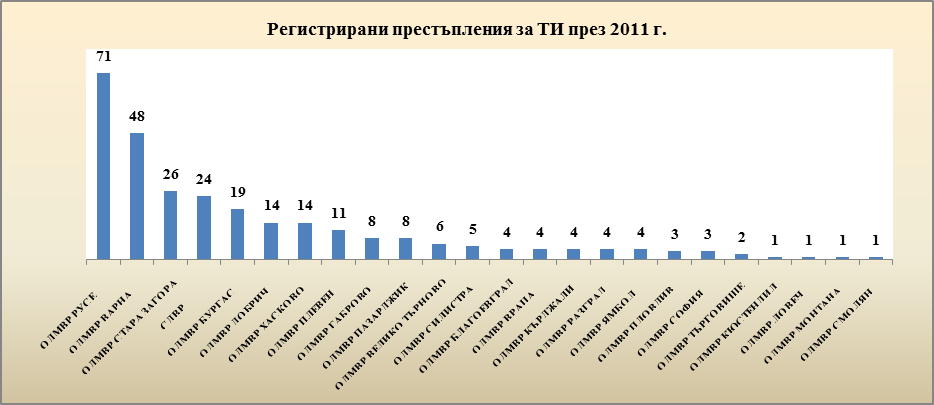 Регистрирани престъпления за ТИ през 2011 г.
71
48
26
24
19
14
14
11
8
8
6
5
4
4
4
4
4
3
3
2
1
1
1
1
ОДМВР РУСЕ
ОДМВР ВАРНА
ОДМВР СТАРА ЗАГОРА
СДВР
ОДМВР БУРГАС
ОДМВР ДОБРИЧ
ОДМВР ХАСКОВО
ОДМВР ПЛЕВЕН
ОДМВР ГАБРОВО
ОДМВР ПАЗАРДЖИК
ОДМВР ВЕЛИКО ТЪРНОВО
ОДМВР СИЛИСТРА
ОДМВР БЛАГОЕВГРАД
ОДМВР ВРАЦА
ОДМВР КЪРДЖАЛИ
ОДМВР РАЗГРАД
ОДМВР ЯМБОЛ
ОДМВР ПЛОВДИВ
ОДМВР СОФИЯ
ОДМВР ТЪРГОВИЩЕ
ОДМВР КЮСТЕНДИЛ
ОДМВР ЛОВЕЧ
ОДМВР МОНТАНА
ОДМВР СМОЛЯН